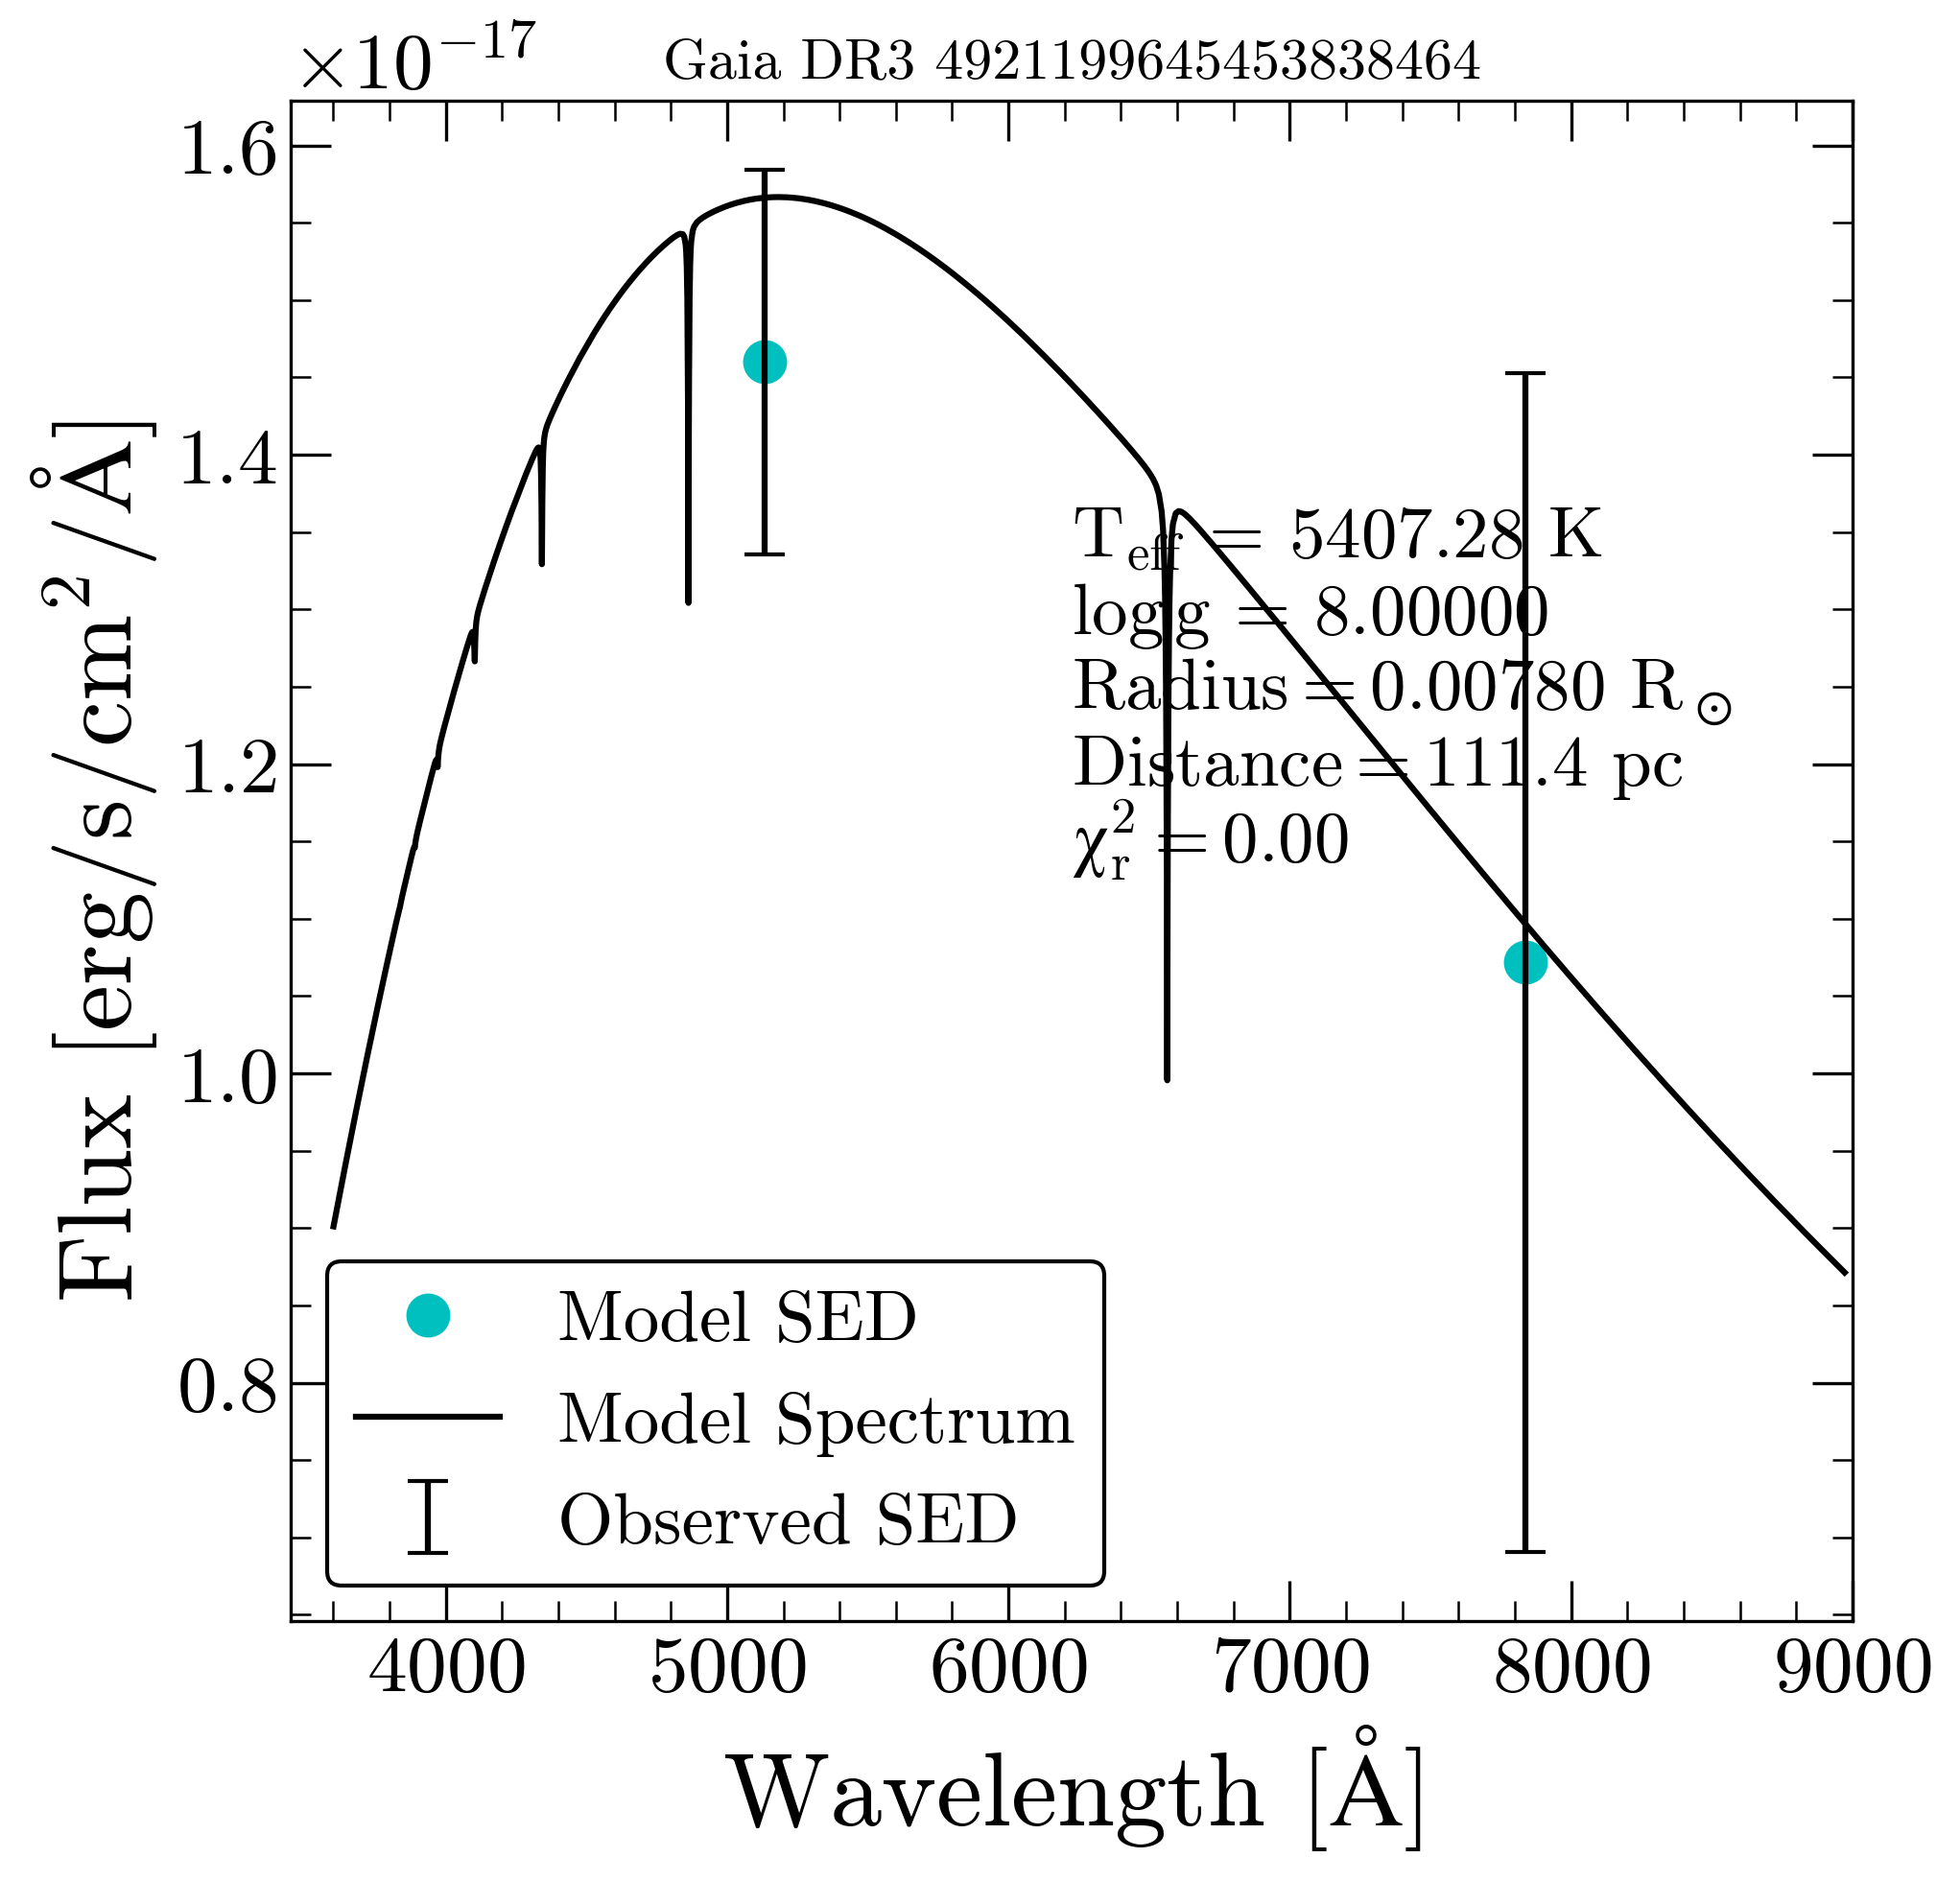 ×10⁻¹⁷
Gaia DR3 4921199645453838464
1.6
1.4
1.2
1.0
0.8
Flux [erg/s/cm²/Å]
T_eff = 5407.28 K
logg = 8.00000
Radius = 0.00780 R_⊙
Distance = 111.4 pc
χ²_r = 0.00
Model SED
Model Spectrum
Observed SED
4000 5000 6000 7000 8000 9000
Wavelength [Å]